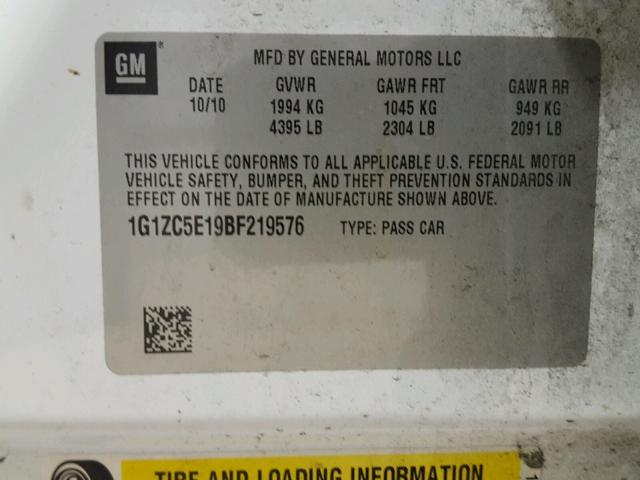 GM
MFD BY GENERAL MOTORS LLC
DATE GVWR GAWR FRT GAWR RR
10/10 1994 KG 1045 KG 949 KG
4395 LB 2304 LB 2091 LB
THIS VEHICLE CONFORMS TO ALL APPLICABLE U.S. FEDERAL MOTOR
VEHICLE SAFETY, BUMPER, AND THEFT PREVENTION STANDARDS IN
EFFECT ON THE DATE OF MANUFACTURE SHOWN ABOVE.
1G1ZC5E19BF219576 TYPE: PASS CAR
TIRE AND LOADING INFORMATION